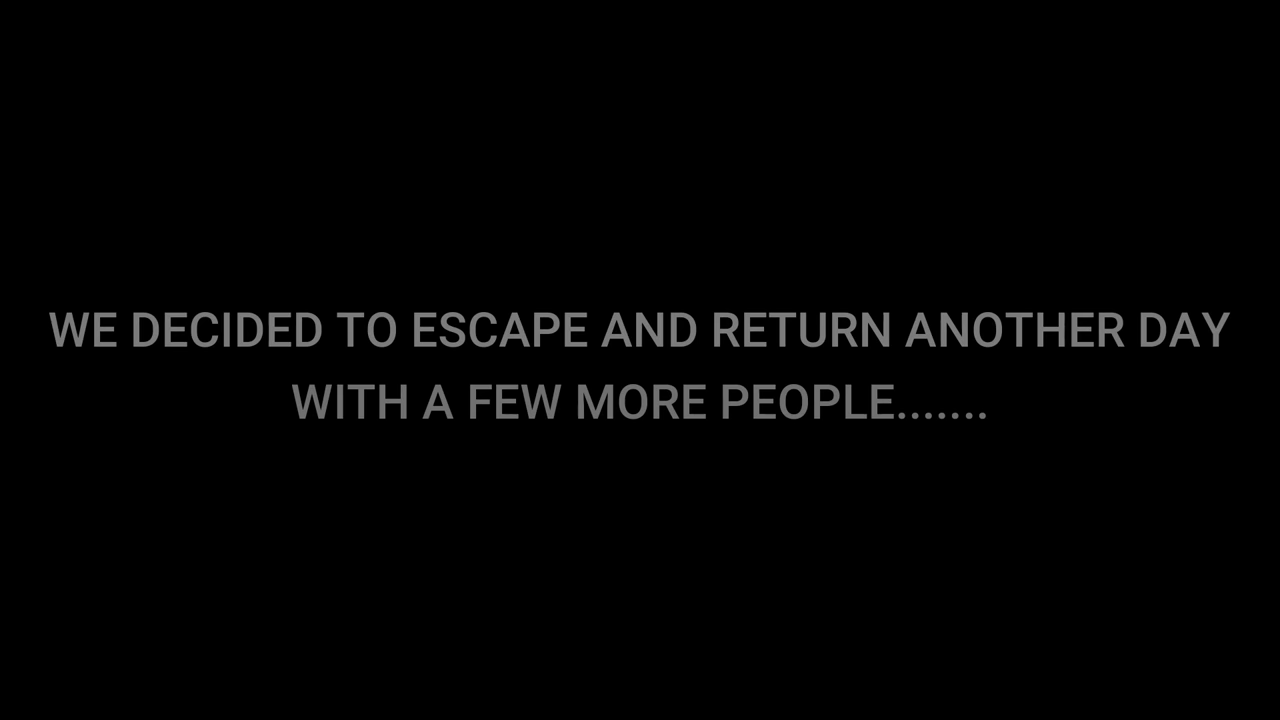 WE DECIDED TO ESCAPE AND RETURN ANOTHER DAY
WITH A FEW MORE PEOPLE.......